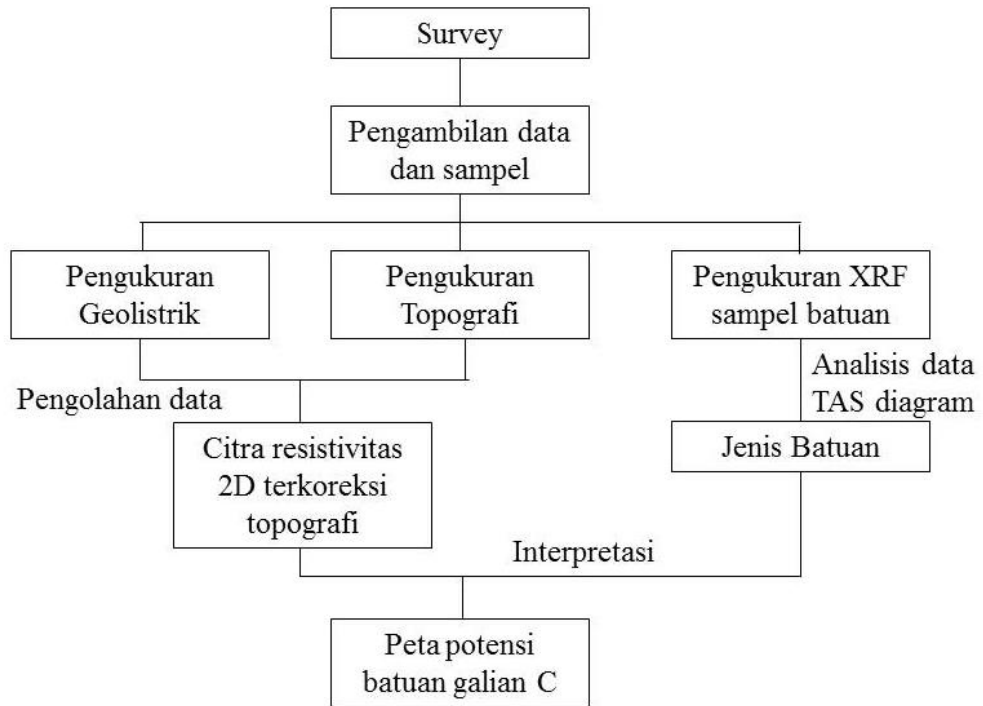 Survey
Pengambilan data
dan sampel
Pengukuran
Geolistrik
Pengukuran
Topografi
Pengukuran XRF
sampel batuan
Pengolahan data
Analisis data
TAS diagram
Citra resistivitas
2D terkoreksi
topografi
Jenis Batuan
Interpretasi
Peta potensi
batuan galian C